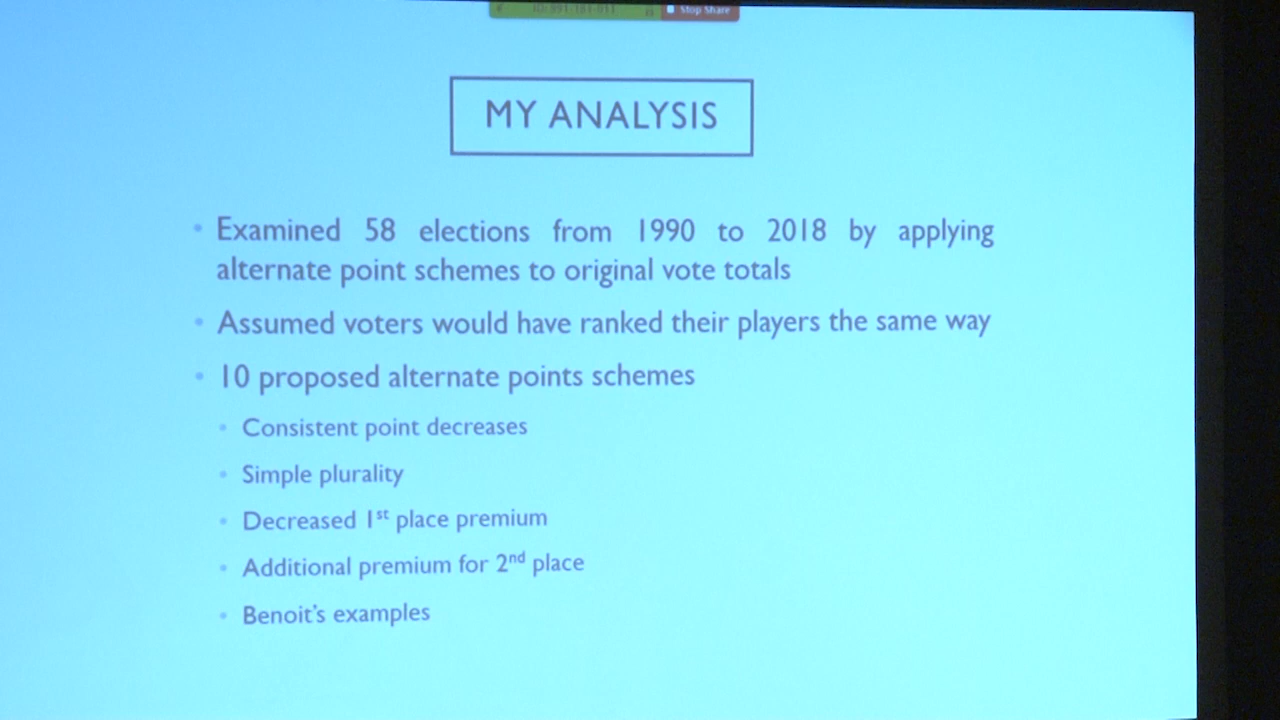 Stop Share
MY ANALYSIS
• Examined 58 elections from 1990 to 2018 by applying
alternate point schemes to original vote totals
• Assumed voters would have ranked their players the same way
• 10 proposed alternate points schemes
• Consistent point decreases
• Simple plurality
• Decreased 1st place premium
• Additional premium for 2nd place
• Benoit's examples